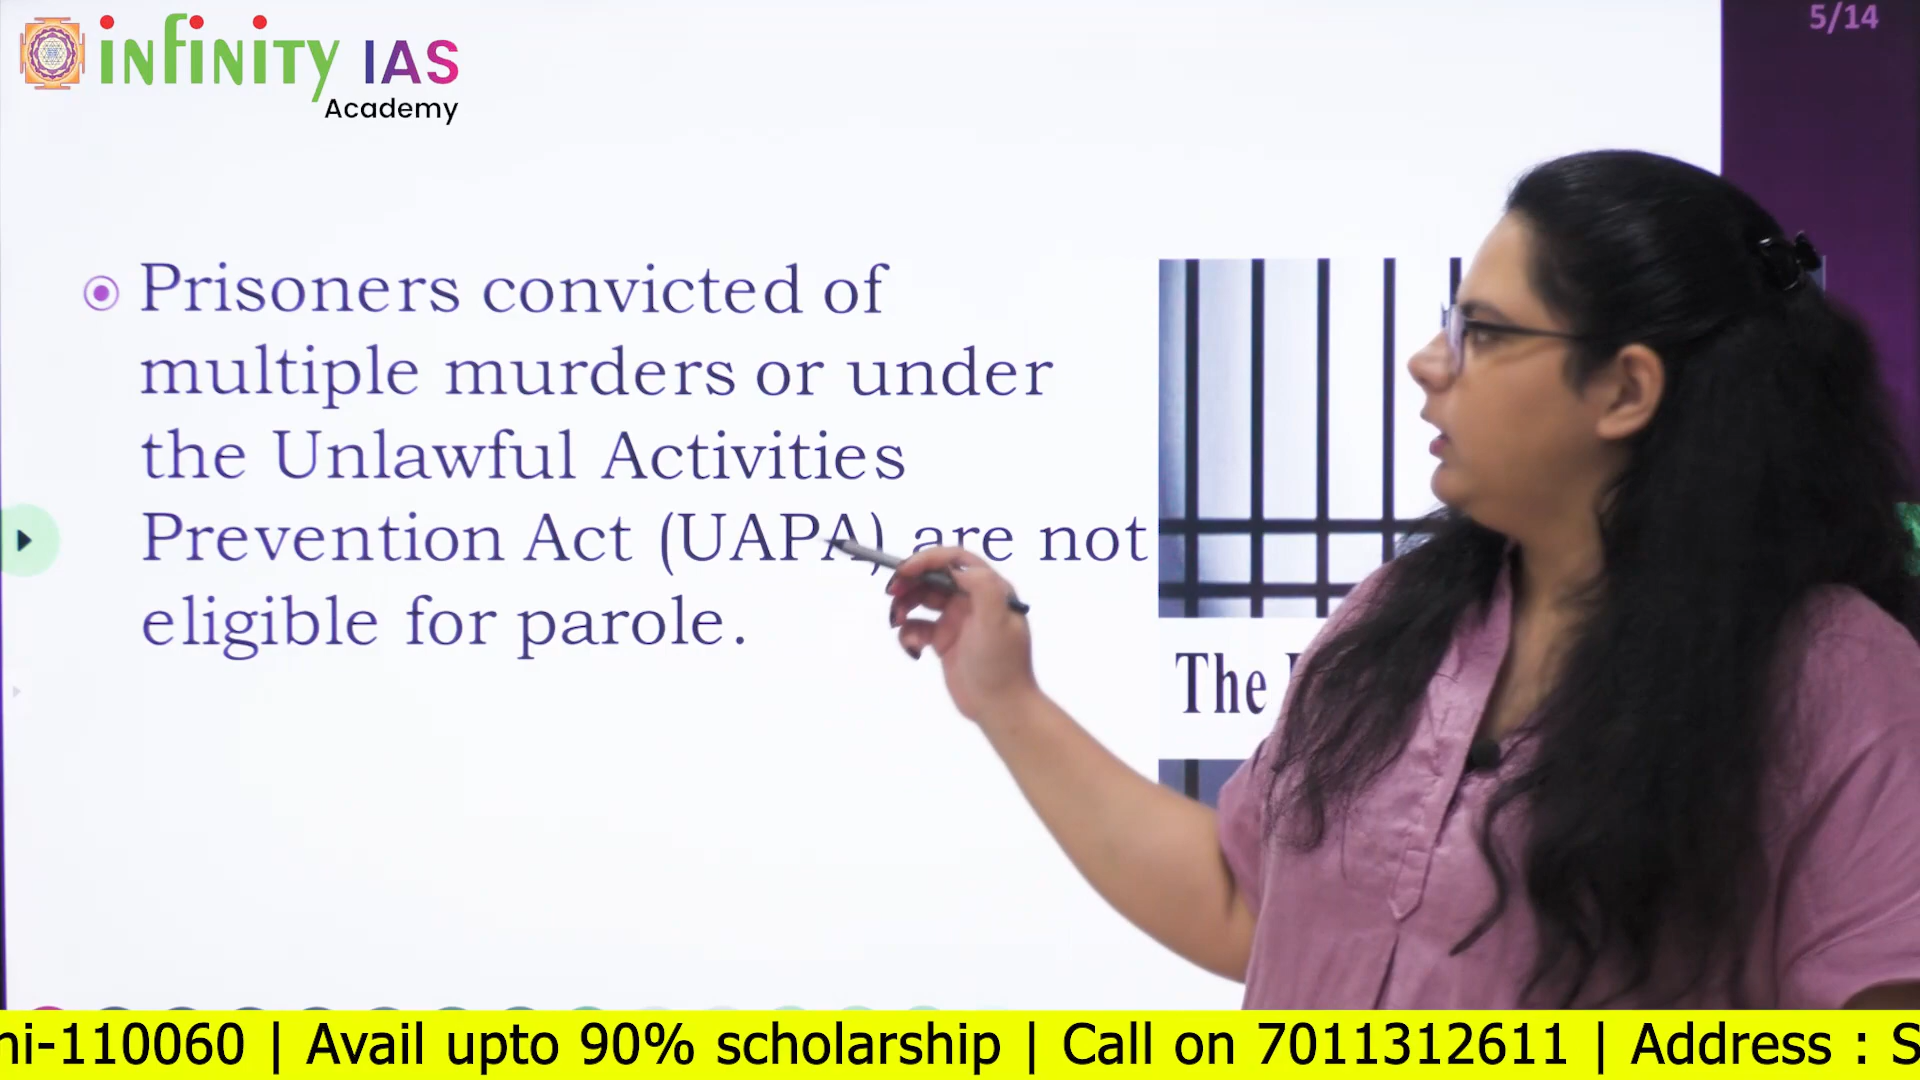 5/14
infinity IAS
Academy
Prisoners convicted of
multiple murders or under
the Unlawful Activities
Prevention Act (UAPA) are not
eligible for parole.
The
ni-110060 | Avail upto 90% scholarship | Call on 7011312611 | Address : S